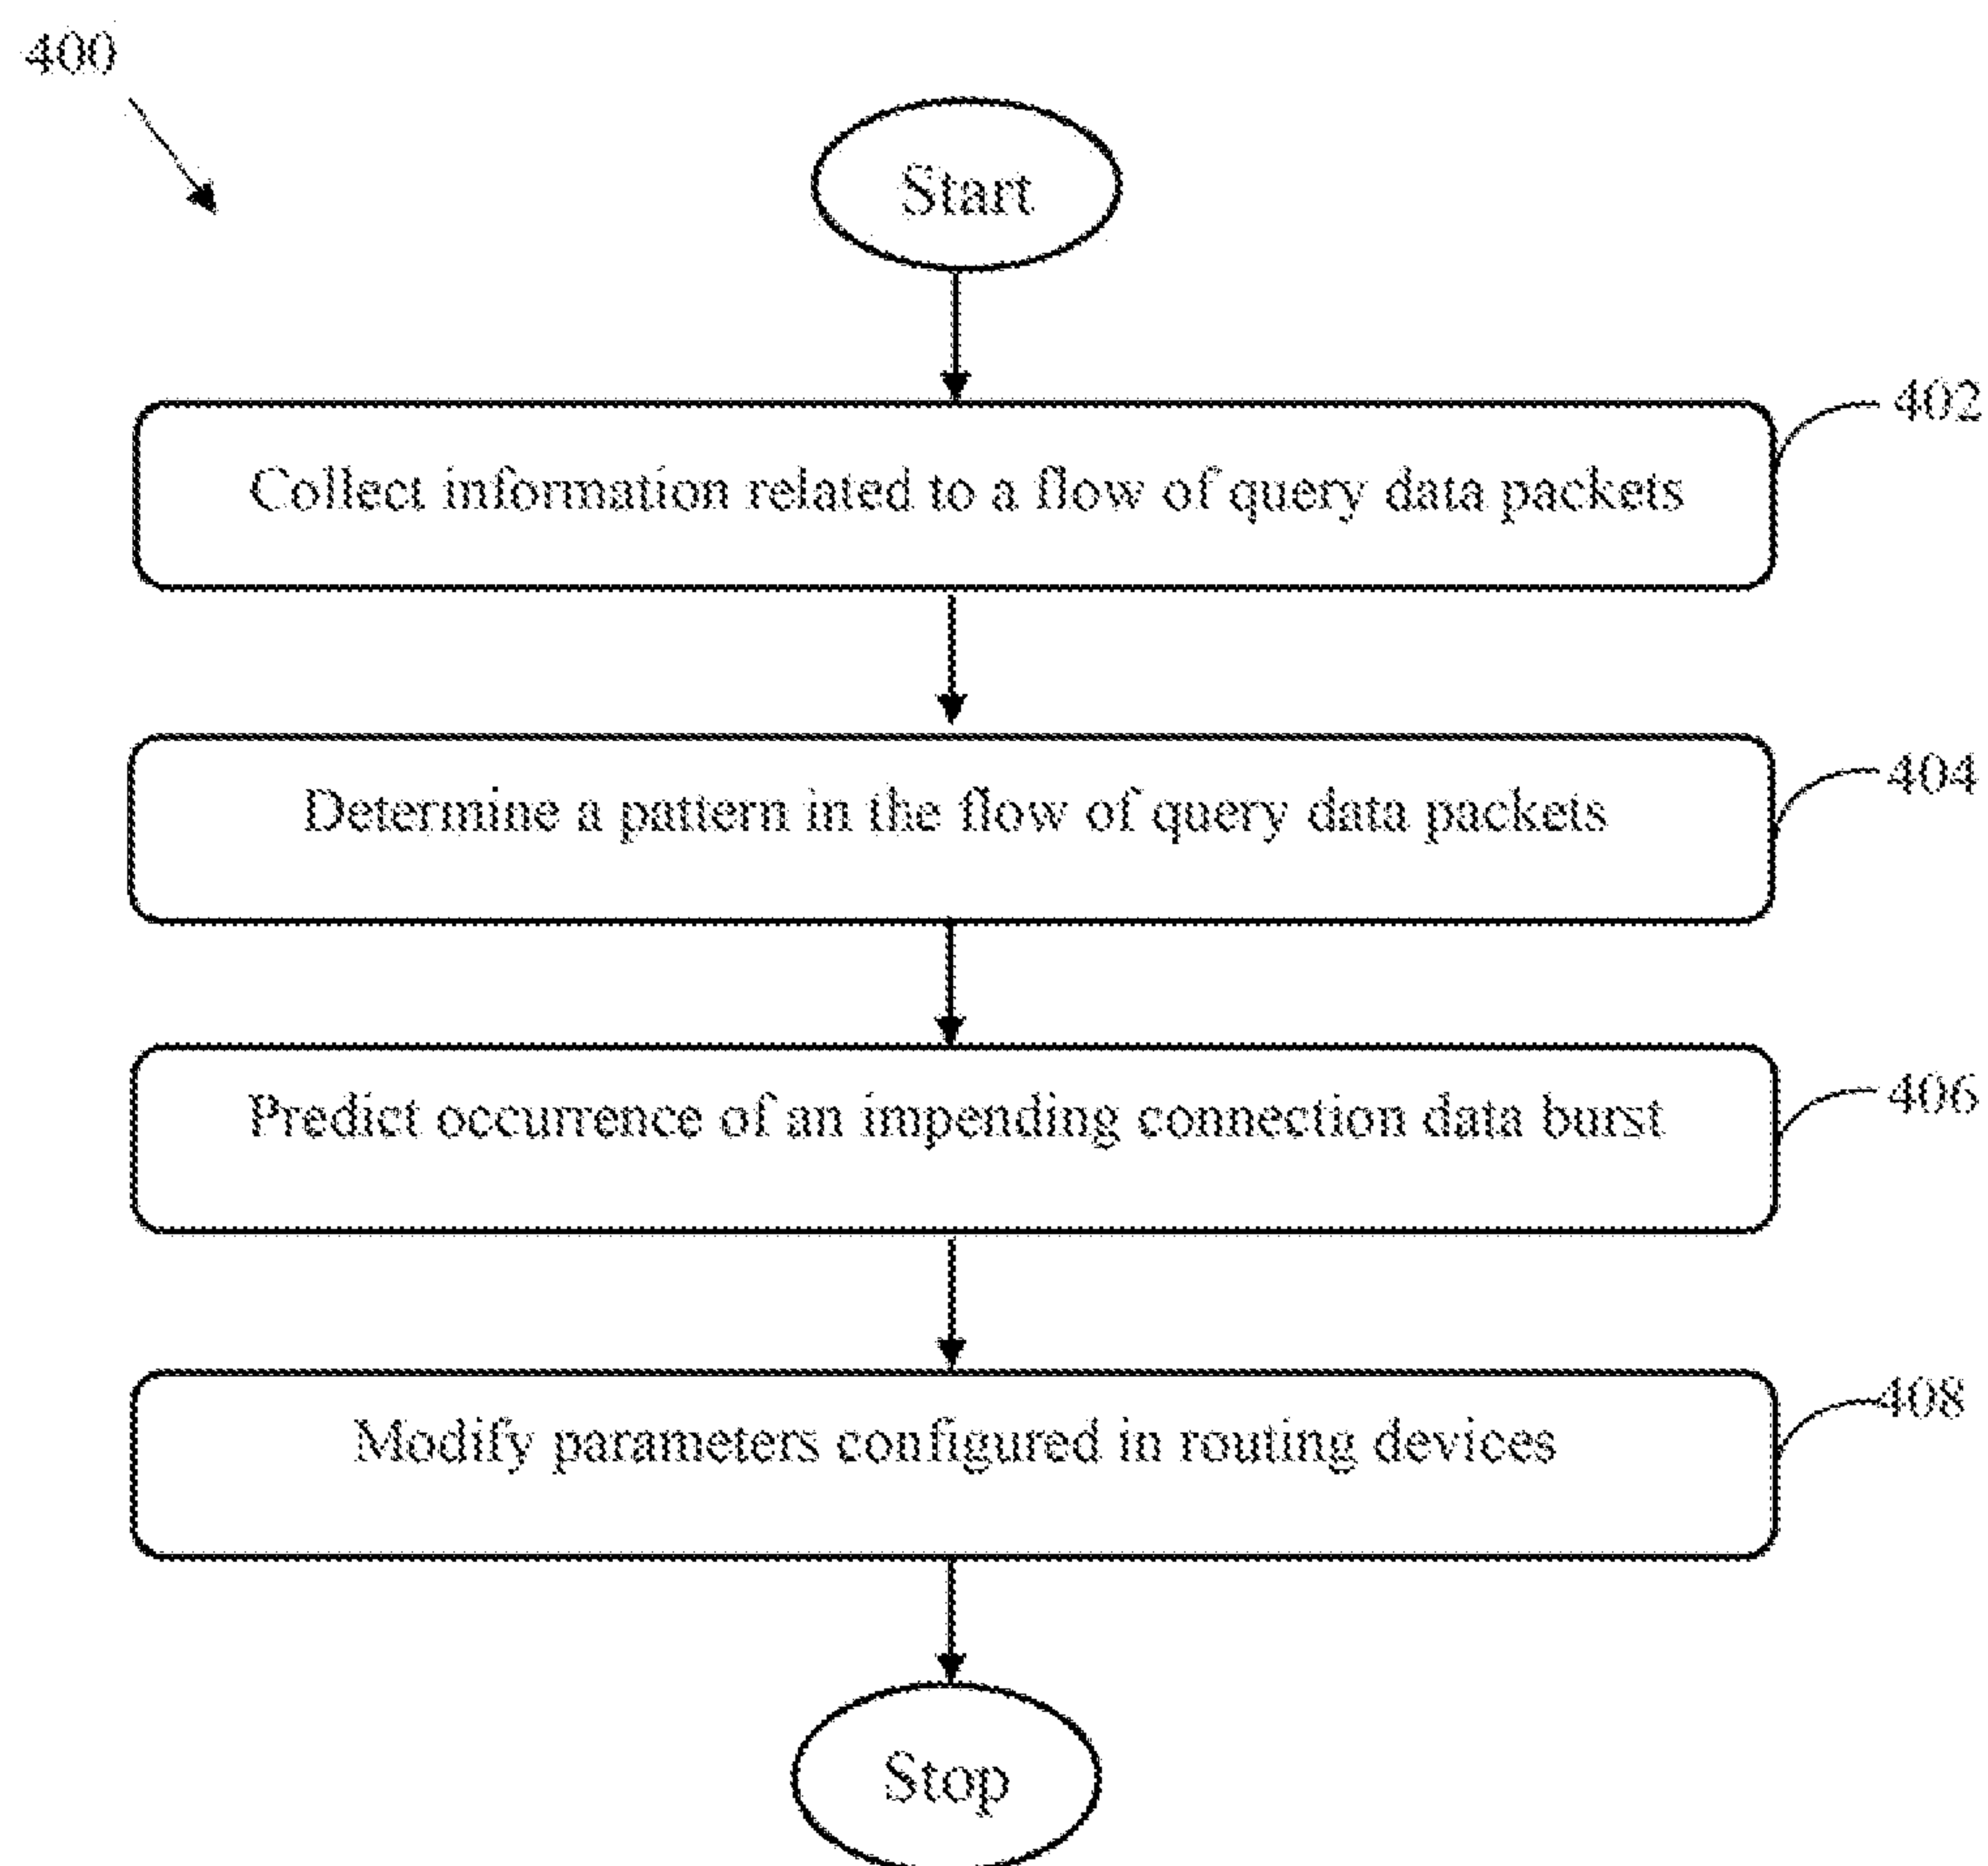 400
Start
402
Collect information related to a flow of query data packets
404
Determine a pattern in the flow of query data packets
406
Predict occurrence of an impending connection data burst
408
Modify parameters configured in routing devices
Stop